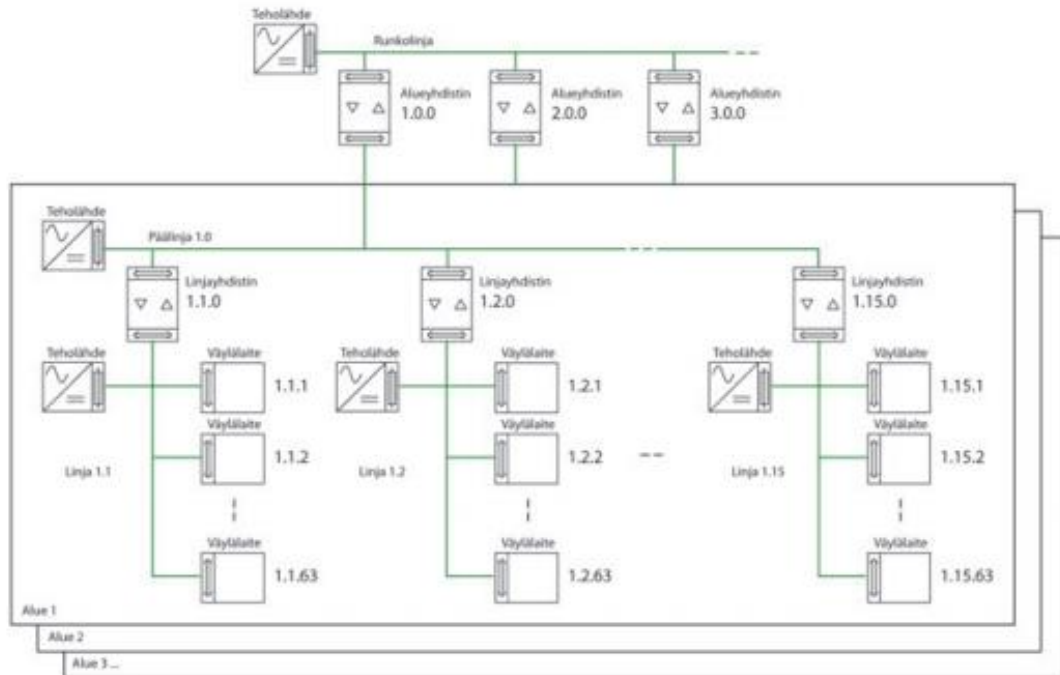 Teholähde
Runkolinja
Alueyhdistin
1.0.0
Alueyhdistin
2.0.0
Alueyhdistin
3.0.0
Teholähde
Päälinja 1.0
Linjayhdistin
1.1.0
Linjayhdistin
1.2.0
Linjayhdistin
1.15.0
Teholähde
Väylälaite
1.1.1
Teholähde
Väylälaite
1.2.1
Teholähde
Väylälaite
1.15.1
Väylälaite
1.1.2
Väylälaite
1.2.2
Väylälaite
1.15.2
Linja 1.1
Linja 1.2
Linja 1.15
Väylälaite
1.1.63
Väylälaite
1.2.63
Väylälaite
1.15.63
Alue 1
Alue 2
Alue 3 ...